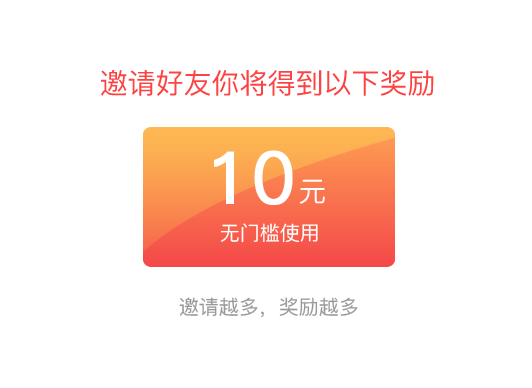 邀请好友你将得到以下奖励
10元
无门槛使用
邀请越多，奖励越多